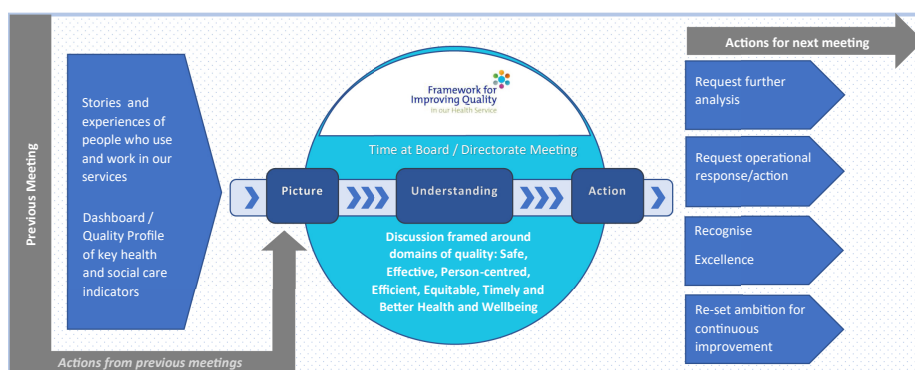 Previous Meeting
Stories and
experiences of
people who use
and work in our
services
Dashboard /
Quality Profile
of key health
and social care
indicators
Actions from previous meetings
Framework for
Improving Quality
in our Health Service
Time at Board / Directorate Meeting
Picture
Understanding
Action
Discussion framed around
domains of quality: Safe,
Effective, Person-centred,
Efficient, Equitable, Timely and
Better Health and Wellbeing
Actions for next meeting
Request further
analysis
Request operational
response/action
Recognise
Excellence
Re-set ambition for
continuous
improvement